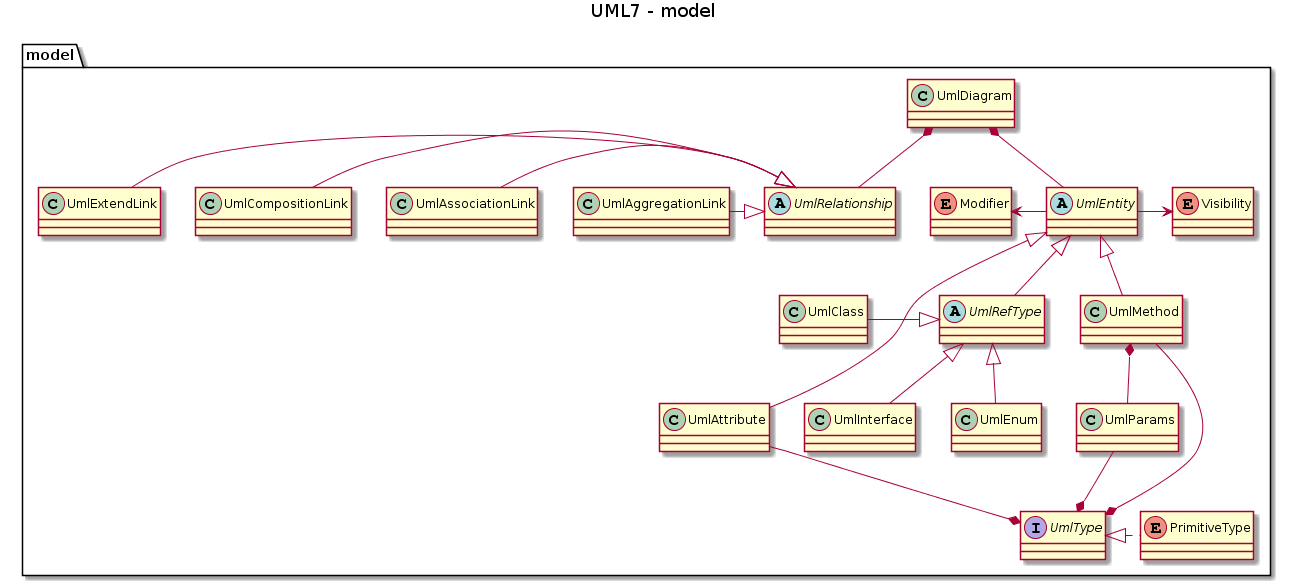 UML7 - model
model
C UmlDiagram
C UmlExtendLink
C UmlCompositionLink
C UmlAssociationLink
C UmlAggregationLink
A UmlRelationship
E Modifier
A UmlEntity
E Visibility
C UmlClass
A UmlRefType
C UmlMethod
C UmlAttribute
C UmlInterface
C UmlEnum
C UmlParams
I UmlType
E PrimitiveType